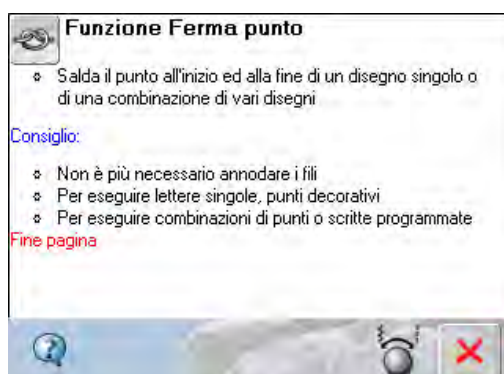 Funzione Ferma punto
Salda il punto all'inizio ed alla fine di un disegno singolo o
di una combinazione di vari disegni
Consiglio:
Non è più necessario annodare i fili
Per eseguire lettere singole, punti decorativi
Per eseguire combinazioni di punti o scritte programmate
Fine pagina